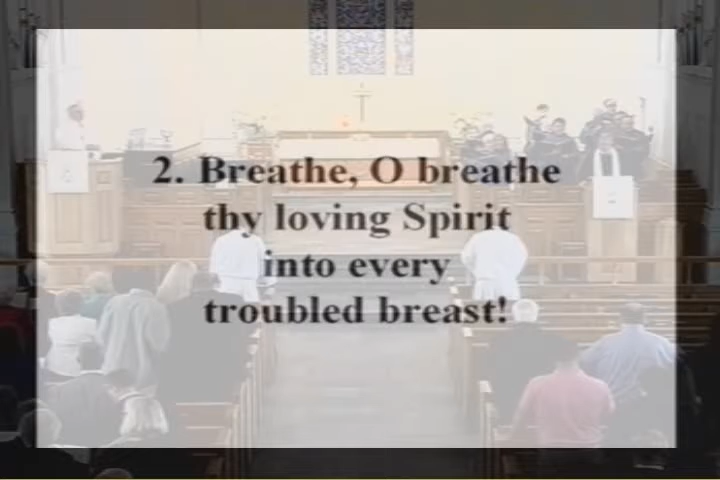 2. Breathe, O breathe
thy loving Spirit
into every
troubled breast!